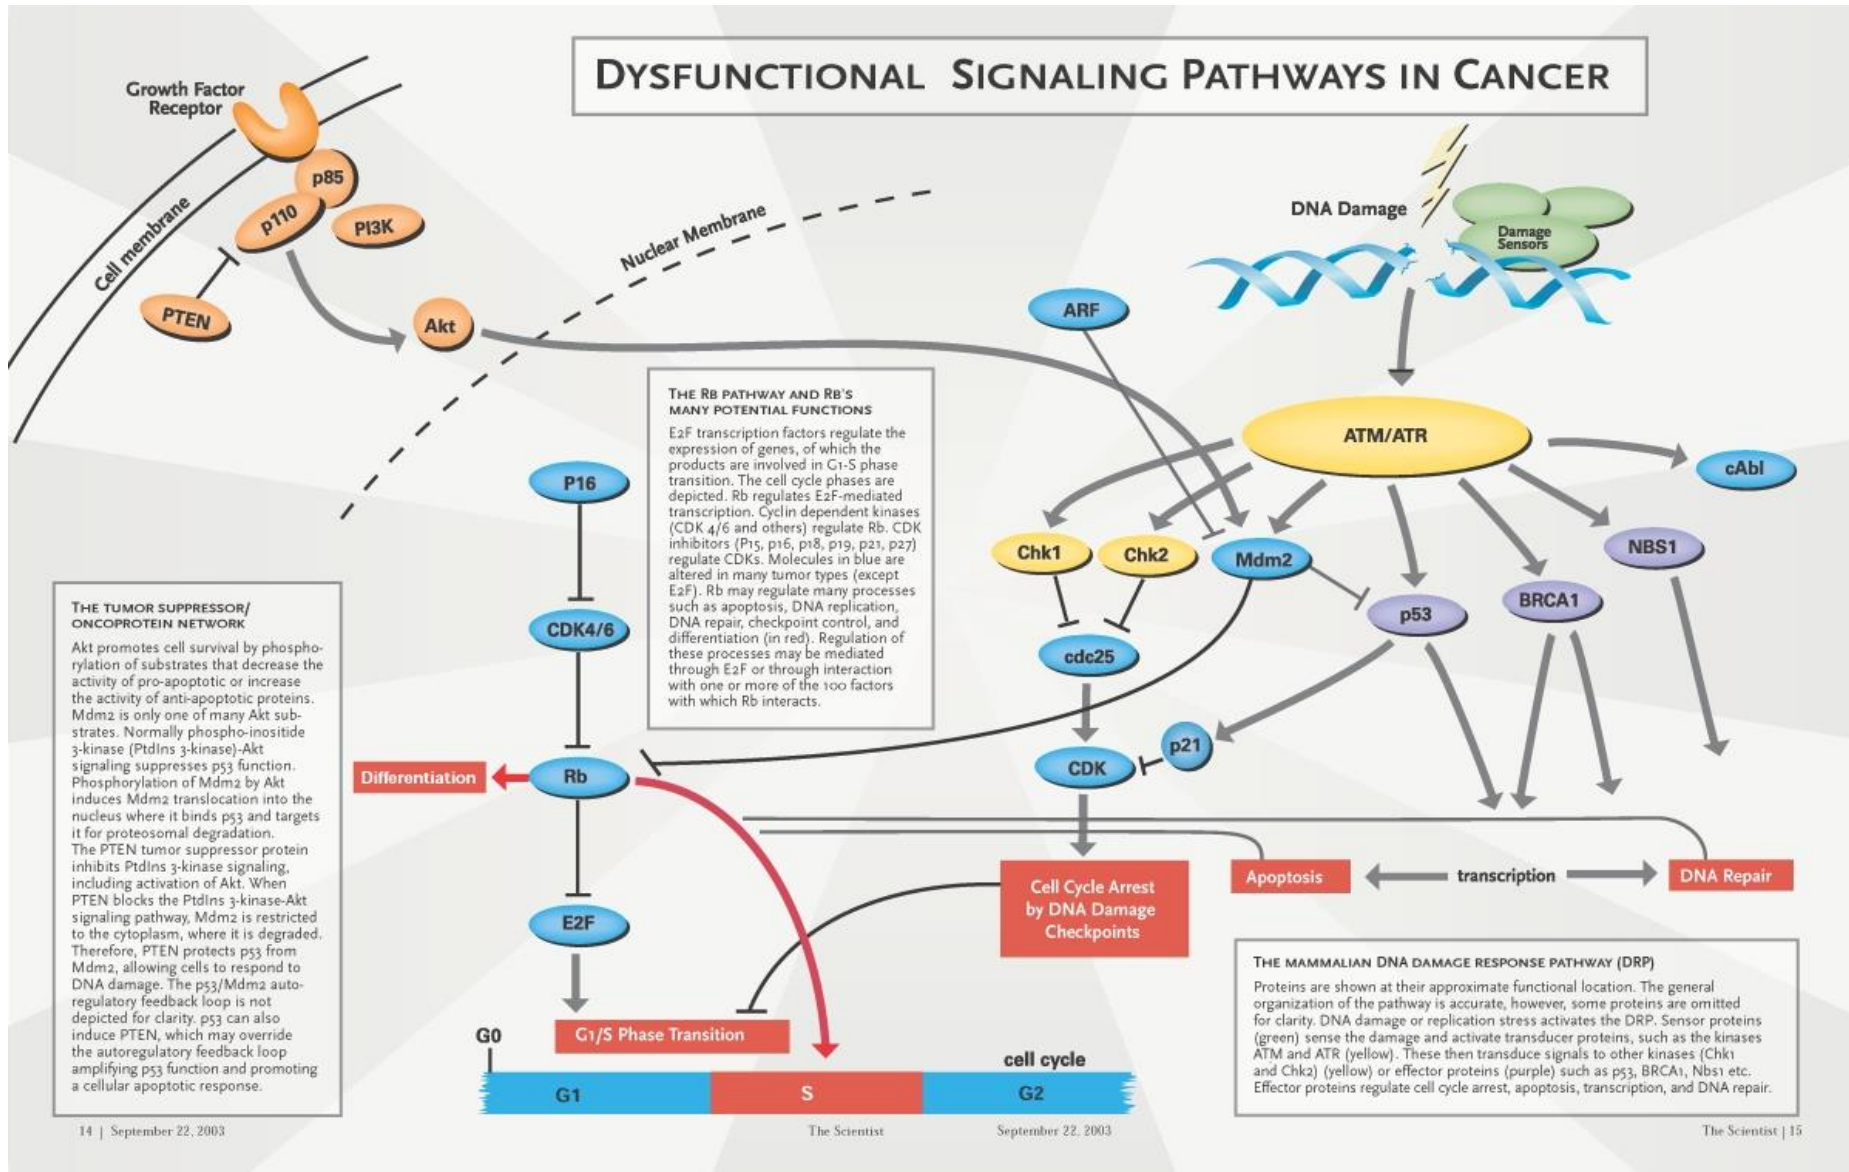 DYSFUNCTIONAL SIGNALING PATHWAYS IN CANCER
Growth Factor
Receptor
p85
p110
PI3K
Cell membrane
PTEN
Akt
Nuclear Membrane
DNA Damage
Damage
Sensors
ARF
ATM/ATR
cAbl
Chk1
Chk2
Mdm2
p53
BRCA1
NBS1
cdc25
p21
CDK
P16
CDK4/6
Rb
Differentiation
E2F
THE RB PATHWAY AND RB'S
MANY POTENTIAL FUNCTIONS
E2F transcription factors regulate the
expression of genes, of which the
products are involved in G1-S phase
transition. The cell cycle phases are
depicted. Rb regulates E2F-mediated
transcription. Cyclin dependent kinases
(CDK 4/6 and others) regulate Rb. CDK
inhibitors (P15, p16, p18, p19, p21, p27)
regulate CDKs. Molecules in blue are
altered in many tumor types (except
E2F). Rb may regulate many processes
such as apoptosis, DNA replication,
DNA repair, checkpoint control, and
differentiation (in red). Regulation of
these processes may be mediated
through E2F or through interaction
with one or more of the 100 factors
with which Rb interacts.
THE TUMOR SUPPRESSOR/
ONCOPROTEIN NETWORK
Akt promotes cell survival by phospho-
rylation of substrates that decrease the
activity of pro-apoptotic or increase
the activity of anti-apoptotic proteins.
Mdm2 is only one of many Akt sub-
strates. Normally phospho-inositide
3-kinase (PtdIns 3-kinase)-Akt
signaling suppresses p53 function.
Phosphorylation of Mdm2 by Akt
induces Mdm2 translocation into the
nucleus where it binds p53 and targets
it for proteosomal degradation.
The PTEN tumor suppressor protein
inhibits PtdIns 3-kinase signaling,
including activation of Akt. When
PTEN blocks the PtdIns 3-kinase-Akt
signaling pathway, Mdm2 is restricted
to the cytoplasm, where it is degraded.
Therefore, PTEN protects p53 from
Mdm2, allowing cells to respond to
DNA damage. The p53/Mdm2 auto-
regulatory feedback loop is not
depicted for clarity. p53 can also
induce PTEN, which may override
the autoregulatory feedback loop
amplifying p53 function and promoting
a cellular apoptotic response.
Cell Cycle Arrest
by DNA Damage
Checkpoints
Apoptosis
transcription
DNA Repair
THE MAMMALIAN DNA DAMAGE RESPONSE PATHWAY (DRP)
Proteins are shown at their approximate functional location. The general
organization of the pathway is accurate, however, some proteins are omitted
for clarity. DNA damage or replication stress activates the DRP. Sensor proteins
(green) sense the damage and activate transducer proteins, such as the kinases
ATM and ATR (yellow). These then transduce signals to other kinases (Chk1
and Chk2) (yellow) or effector proteins (purple) such as p53, BRCA1, Nbs1 etc.
Effector proteins regulate cell cycle arrest, apoptosis, transcription, and DNA repair.
G1/S Phase Transition
G0
cell cycle
G1
S
G2
14 | September 22, 2003
The Scientist
September 22, 2003
The Scientist | 15